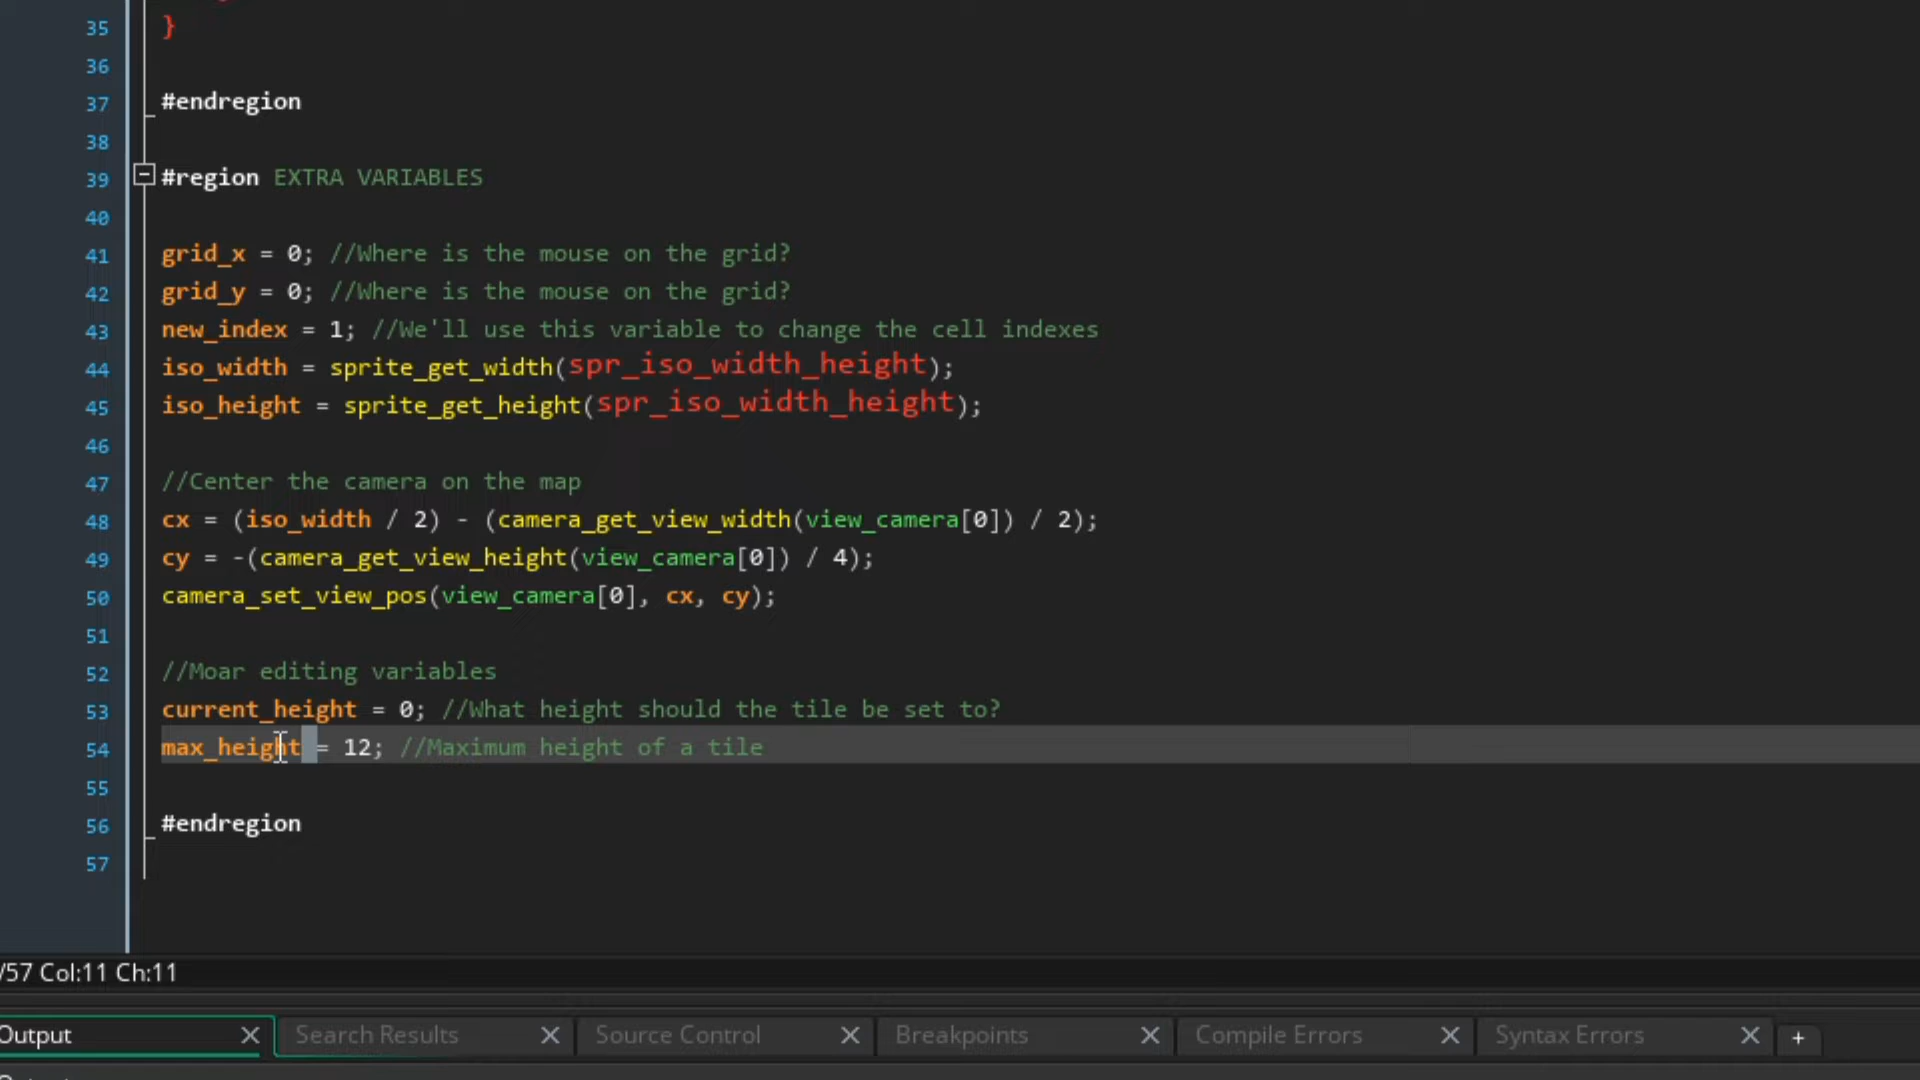 35 }
36
37 #endregion
38
39 #region EXTRA VARIABLES
40
41 grid_x = 0; //Where is the mouse on the grid?
42 grid_y = 0; //Where is the mouse on the grid?
43 new_index = 1; //We'll use this variable to change the cell indexes
44 iso_width = sprite_get_width(spr_iso_width_height);
45 iso_height = sprite_get_height(spr_iso_width_height);
46
47 //Center the camera on the map
48 cx = (iso_width / 2) - (camera_get_view_width(view_camera[0]) / 2);
49 cy = -(camera_get_view_height(view_camera[0]) / 4);
50 camera_set_view_pos(view_camera[0], cx, cy);
51
52 //Moar editing variables
53 current_height = 0; //What height should the tile be set to?
54 max_height = 12; //Maximum height of a tile
55
56 #endregion
57
/57 Col:11 Ch:11
Output Search Results Source Control Breakpoints Compile Errors Syntax Errors +